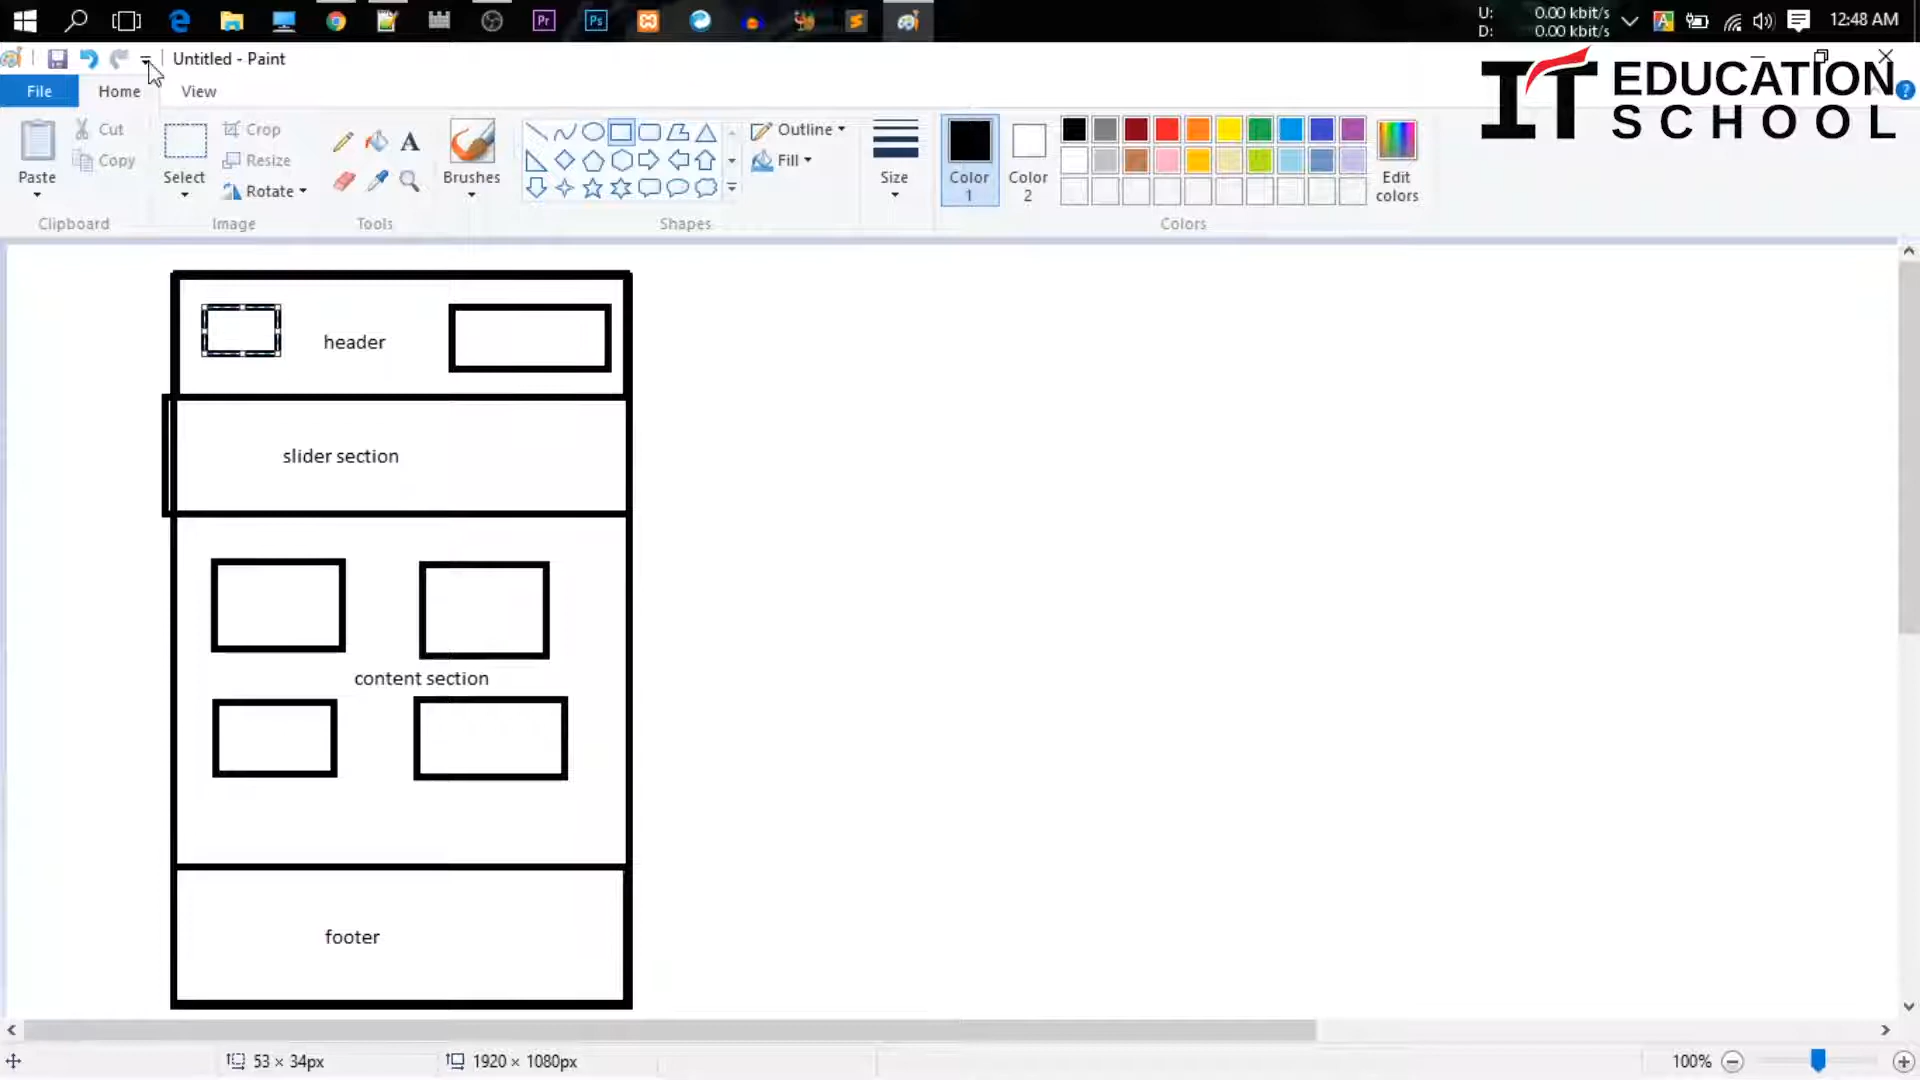 U: 0.00 kbit/s
D: 0.00 kbit/s
12:48 AM
Untitled - Paint
File Home View
IT EDUCATION
SCHOOL
Paste
Cut
Copy
Clipboard
Select
Crop
Resize
Rotate
Image
A
Tools
Brushes
Outline
Fill
Shapes
Size
Color
1
Color
2
Edit
colors
Colors
header
slider section
content section
footer
53 × 34px
1920 × 1080px
100%